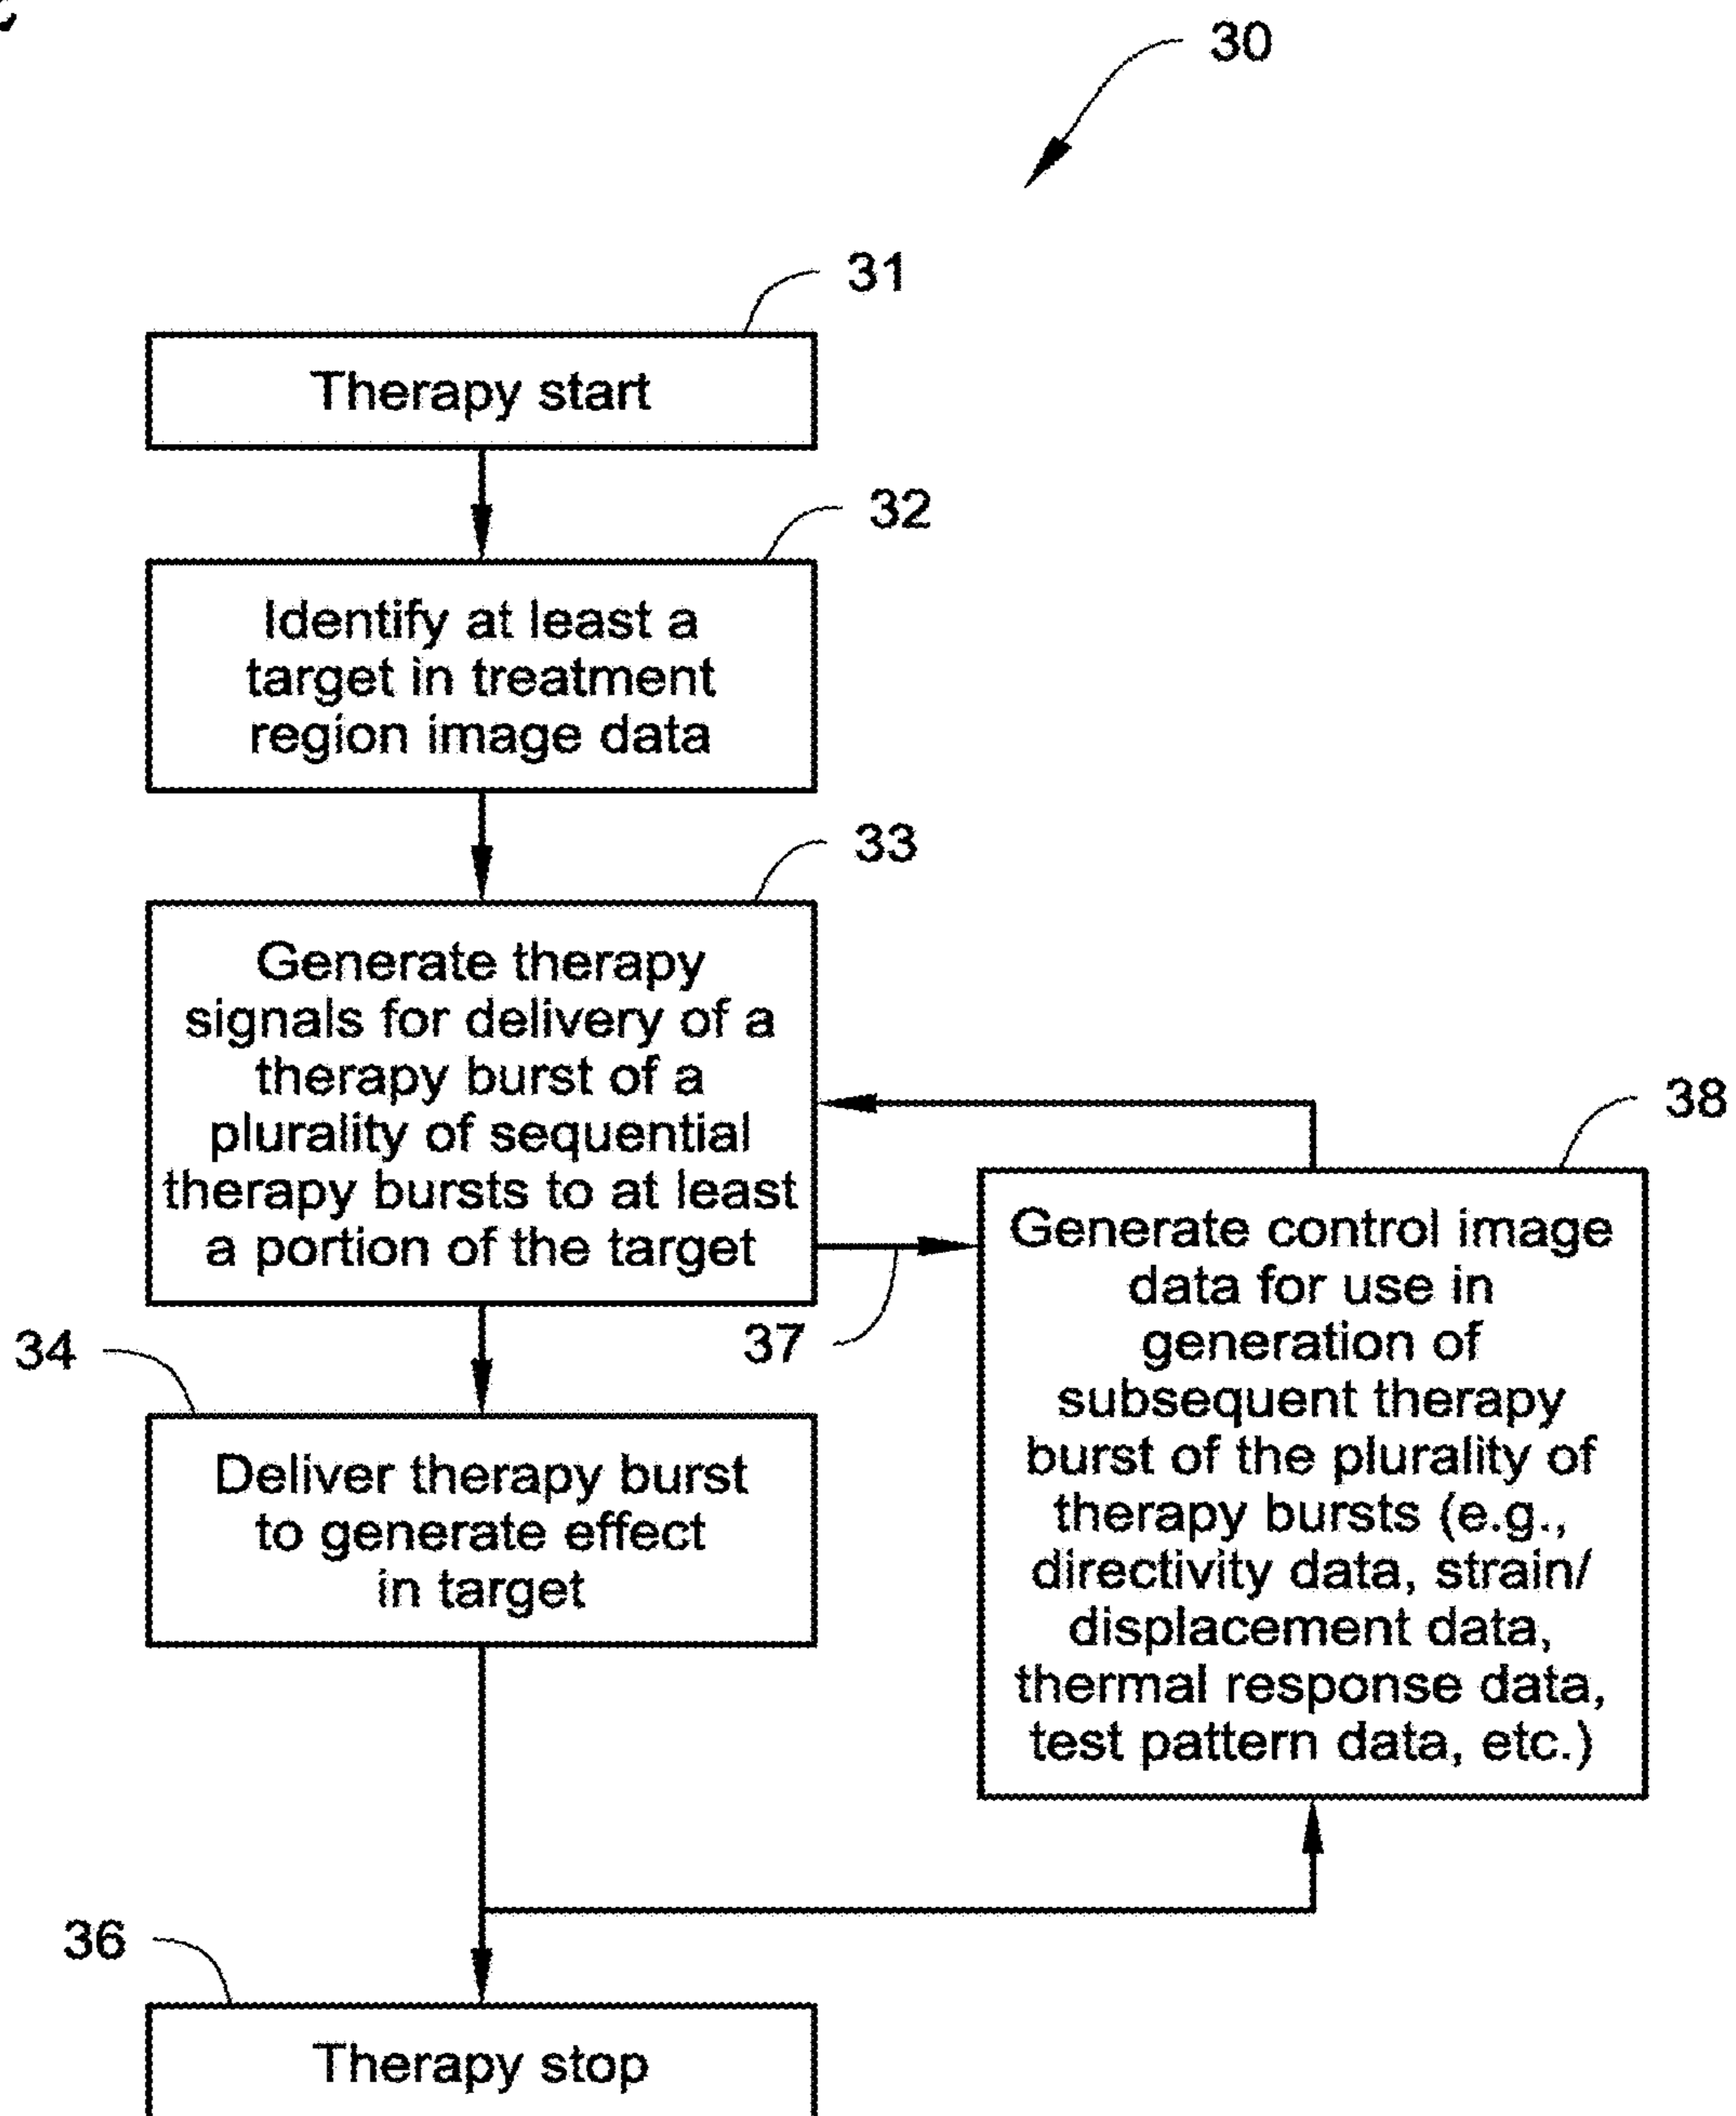 30
31
Therapy start
32
Identify at least a
target in treatment
region image data
33
Generate therapy
signals for delivery of a
therapy burst of a
plurality of sequential
therapy bursts to at least
a portion of the target
37
38
Generate control image
data for use in
generation of
subsequent therapy
burst of the plurality of
therapy bursts (e.g.,
directivity data, strain/
displacement data,
thermal response data,
test pattern data, etc.)
34
Deliver therapy burst
to generate effect
in target
36
Therapy stop